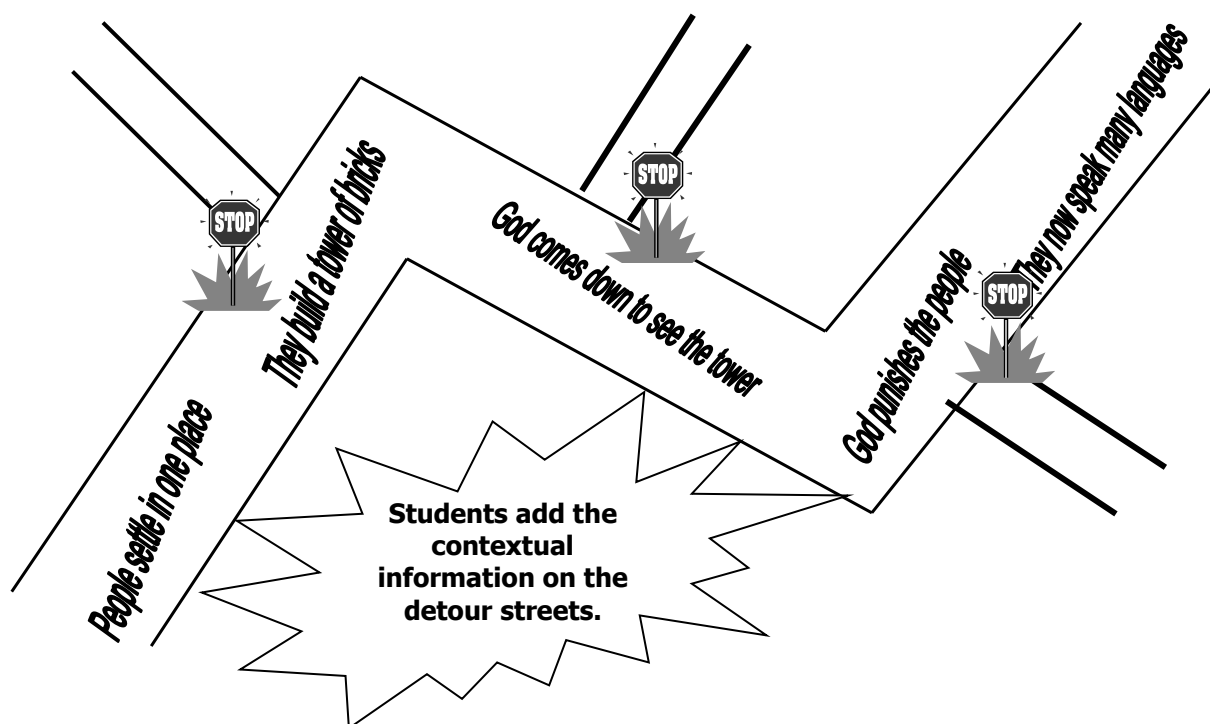 People settle in one place
They build a tower of bricks
STOP
God comes down to see the tower
STOP
God punishes the people
STOP
They now speak many languages
Students add the
contextual
information on the
detour streets.